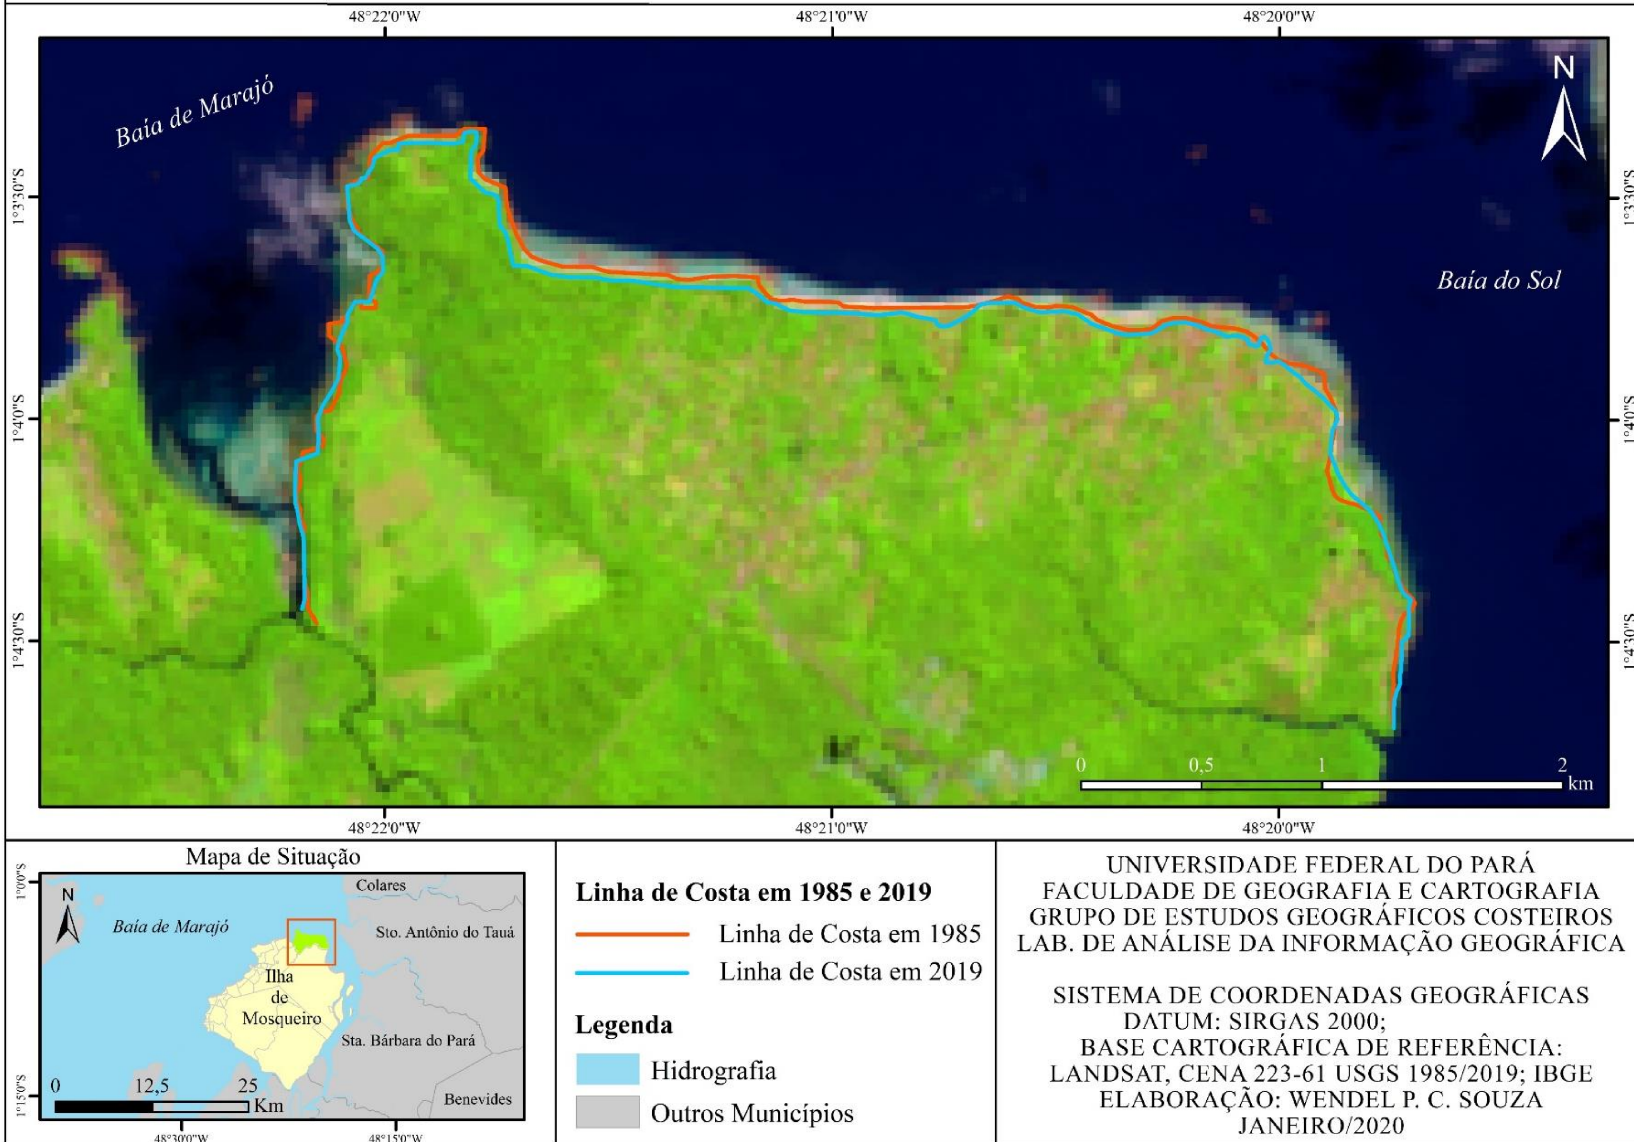 48°22'0"W
48°21'0"W
48°20'0"W
N
Baía de Marajó
1°3'30"S
1°3'30"S
Baía do Sol
1°4'0"S
1°4'0"S
1°4'30"S
1°4'30"S
0 0,5 1 2
km
48°22'0"W
48°21'0"W
48°20'0"W
Mapa de Situação
1°0'0"S
N
Colares
Baía de Marajó
Sto. Antônio do Tauá
Ilha
de
Mosqueiro
Sta. Bárbara do Pará
0 12,5 25
Km
Benevides
1°15'0"S
48°30'0"W
48°15'0"W
Linha de Costa em 1985 e 2019
Linha de Costa em 1985
Linha de Costa em 2019
Legenda
Hidrografia
Outros Municípios
UNIVERSIDADE FEDERAL DO PARÁ
FACULDADE DE GEOGRAFIA E CARTOGRAFIA
GRUPO DE ESTUDOS GEOGRÁFICOS COSTEIROS
LAB. DE ANÁLISE DA INFORMAÇÃO GEOGRÁFICA
SISTEMA DE COORDENADAS GEOGRÁFICAS
DATUM: SIRGAS 2000;
BASE CARTOGRÁFICA DE REFERÊNCIA:
LANDSAT, CENA 223-61 USGS 1985/2019; IBGE
ELABORAÇÃO: WENDEL P. C. SOUZA
JANEIRO/2020